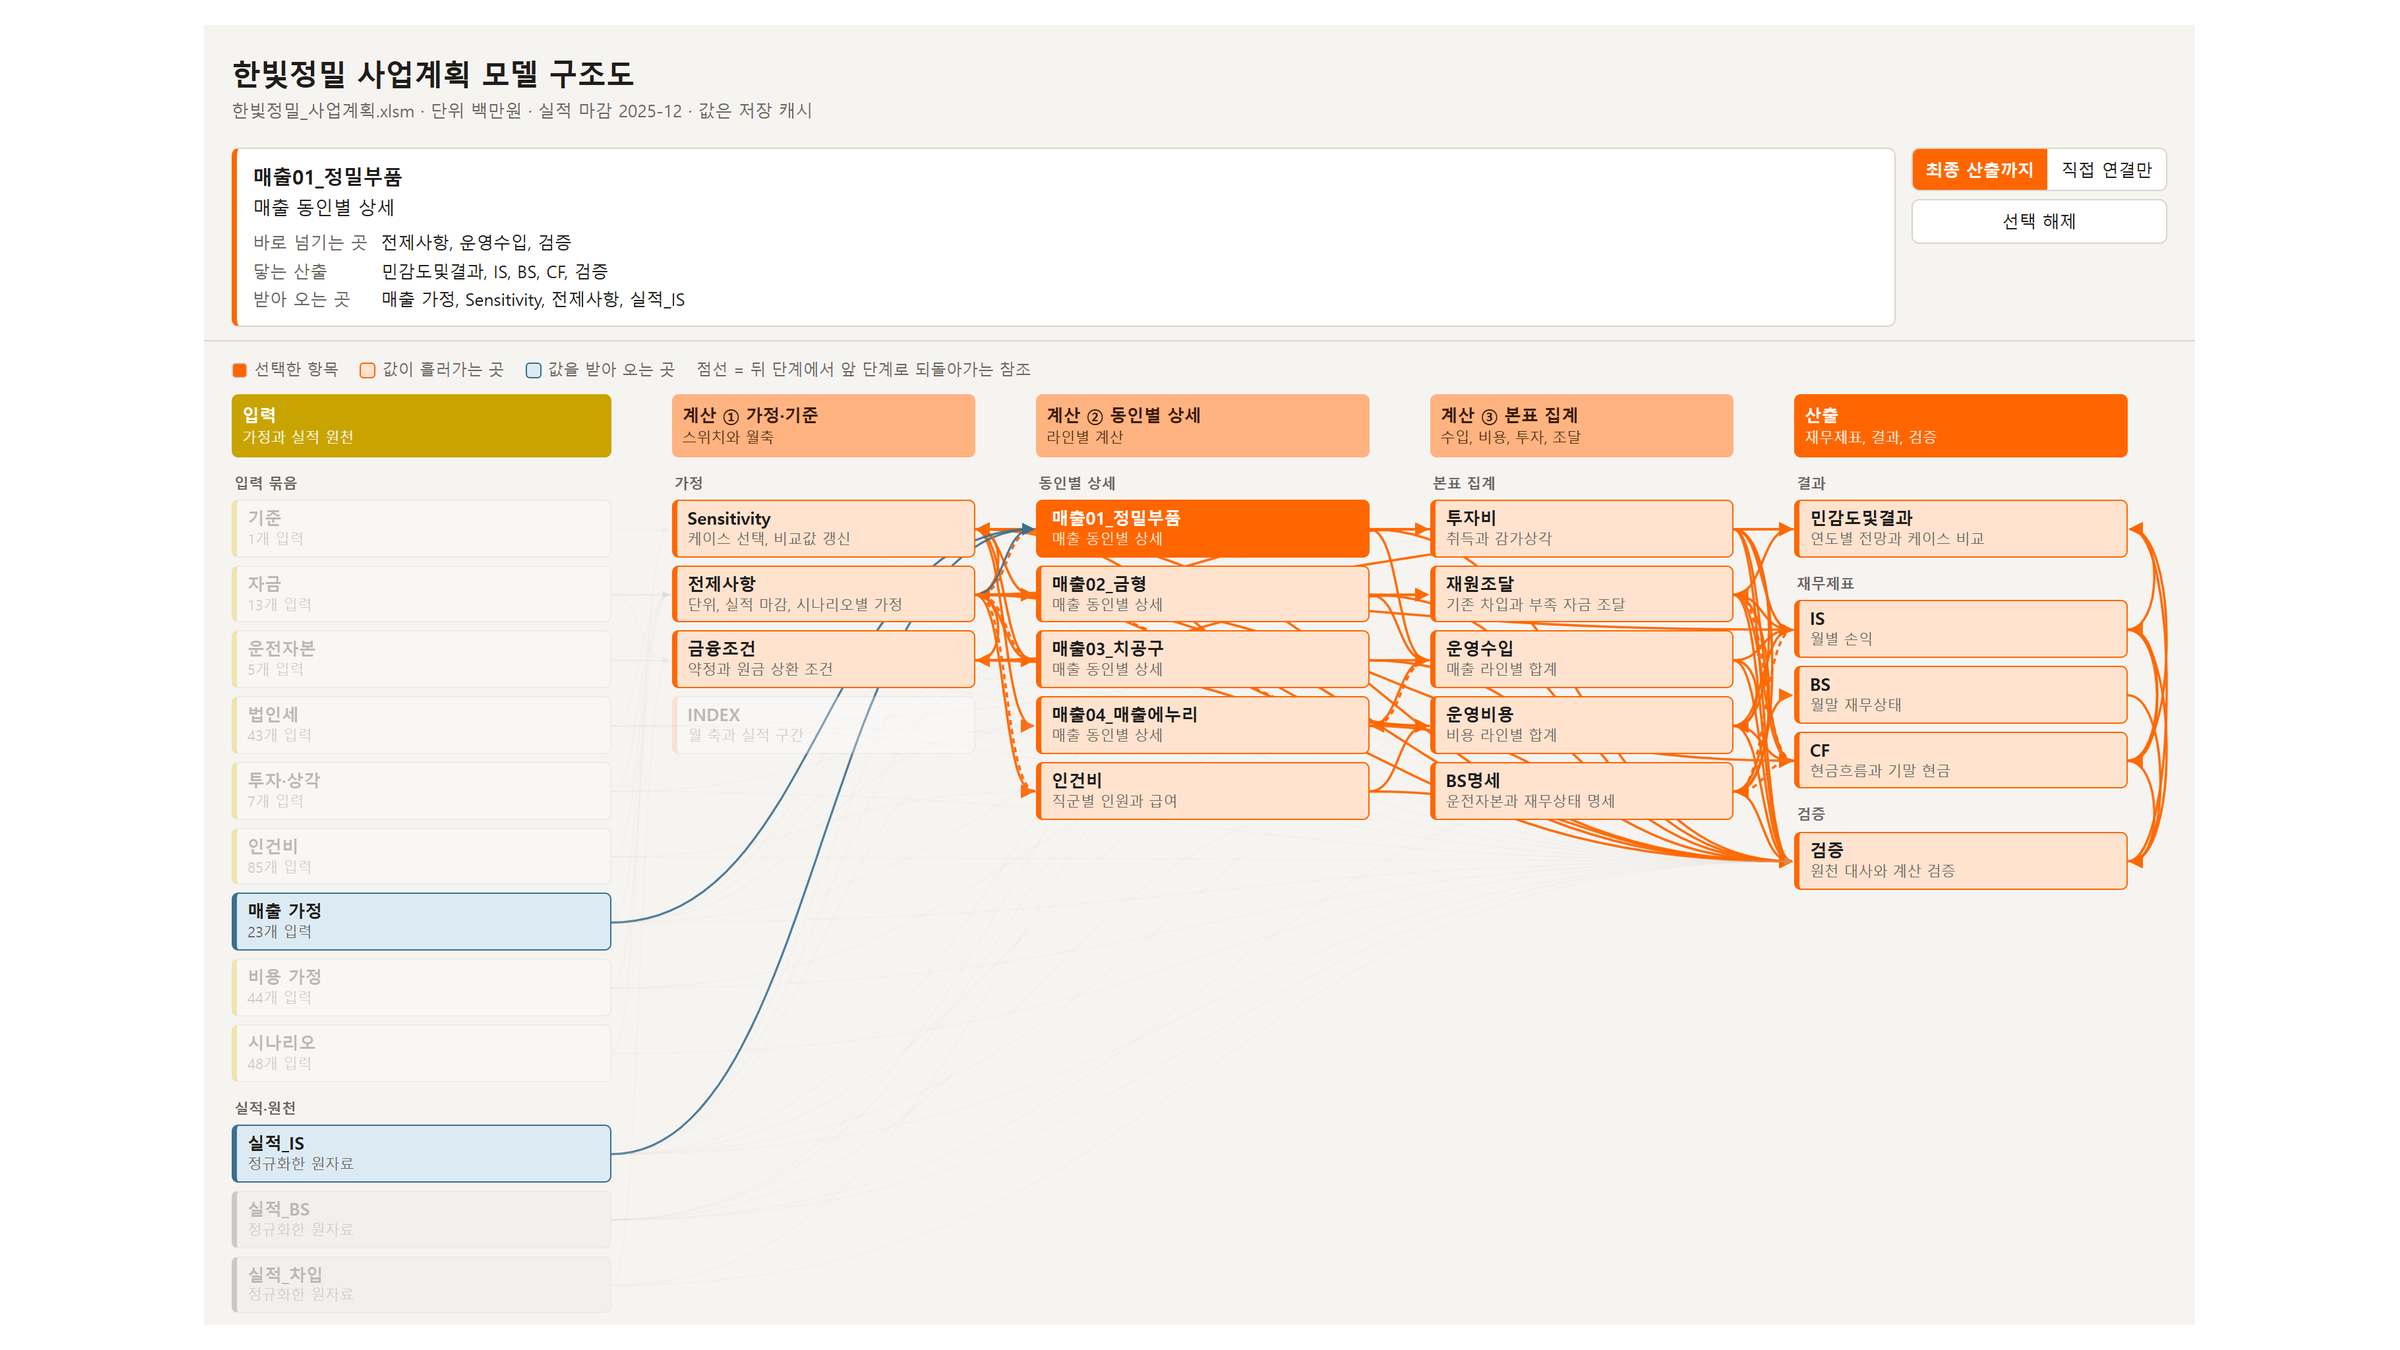 한빛정밀 사업계획 모델 구조도
한빛정밀_사업계획.xlsm · 단위 백만원 · 실적 마감 2025-12 · 값은 저장 캐시
매출01_정밀부품
매출 동인별 상세
바로 넘기는 곳 전제사항, 운영수입, 검증
닿는 산출 민감도및결과, IS, BS, CF, 검증
받아 오는 곳 매출 가정, Sensitivity, 전제사항, 실적_IS
최종 산출까지 직접 연결만
선택 해제
선택한 항목 값이 흘러가는 곳 값을 받아 오는 곳 점선 = 뒤 단계에서 앞 단계로 되돌아가는 참조
입력
가정과 실적 원천
입력 묶음
기준
1개 입력
자금
13개 입력
운전자본
5개 입력
법인세
43개 입력
투자·상각
7개 입력
인건비
85개 입력
매출 가정
23개 입력
비용 가정
44개 입력
시나리오
48개 입력
실적·원천
실적_IS
정규화한 원자료
실적_BS
정규화한 원자료
실적_차입
정규화한 원자료
계산 ① 가정·기준
스위치와 월축
가정
Sensitivity
케이스 선택, 비교값 갱신
전제사항
단위, 실적 마감, 시나리오별 가정
금융조건
약정과 원금 상환 조건
INDEX
월 축과 실적 구간
계산 ② 동인별 상세
라인별 계산
동인별 상세
매출01_정밀부품
매출 동인별 상세
매출02_금형
매출 동인별 상세
매출03_치공구
매출 동인별 상세
매출04_매출에누리
매출 동인별 상세
인건비
직군별 인원과 급여
계산 ③ 본표 집계
수입, 비용, 투자, 조달
본표 집계
투자비
취득과 감가상각
재원조달
기존 차입과 부족 자금 조달
운영수입
매출 라인별 합계
운영비용
비용 라인별 합계
BS명세
운전자본과 재무상태 명세
산출
재무제표, 결과, 검증
결과
민감도및결과
연도별 전망과 케이스 비교
재무제표
IS
월별 손익
BS
월말 재무상태
CF
현금흐름과 기말 현금
검증
검증
원천 대사와 계산 검증